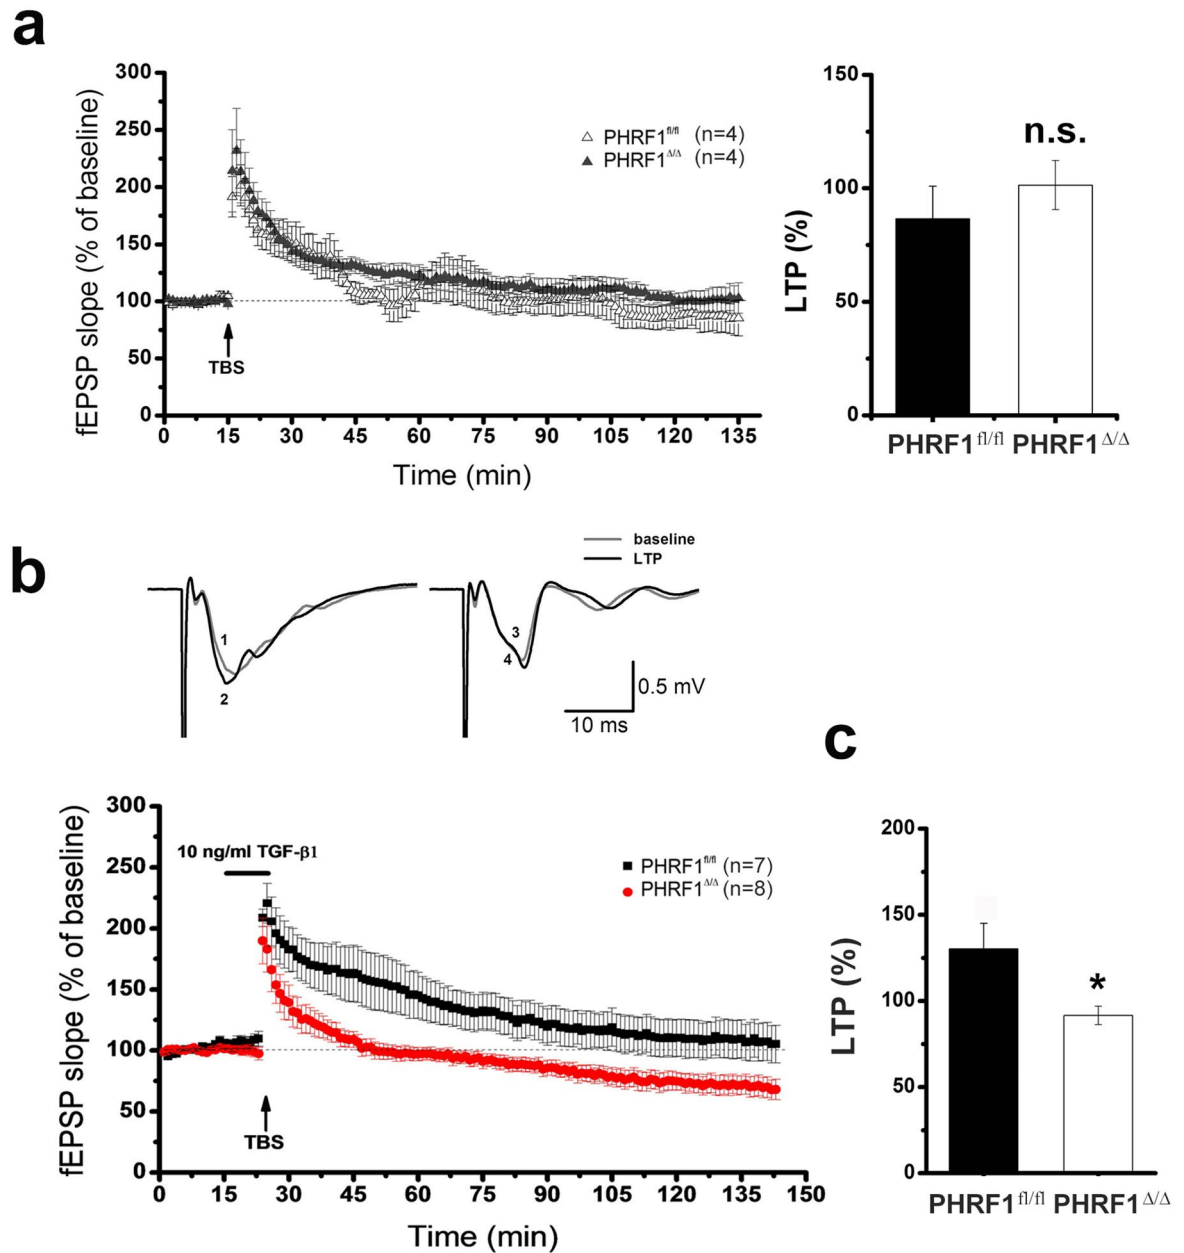 a
300
250
200
150
100
50
0
fEPSP slope (% of baseline)
PHRF1fl/fl (n=4)
PHRF1Δ/Δ (n=4)
TBS
0 15 30 45 60 75 90 105 120 135
Time (min)
150
100
50
0
LTP (%)
n.s.
PHRF1fl/fl PHRF1Δ/Δ
b
baseline
LTP
1
2
3
4
0.5 mV
10 ms
300
250
200
150
100
50
0
fEPSP slope (% of baseline)
10 ng/ml TGF-β1
PHRF1fl/fl (n=7)
PHRF1Δ/Δ (n=8)
TBS
0 15 30 45 60 75 90 105 120 135 150
Time (min)
c
200
150
100
50
0
LTP (%)
*
PHRF1fl/fl PHRF1Δ/Δ